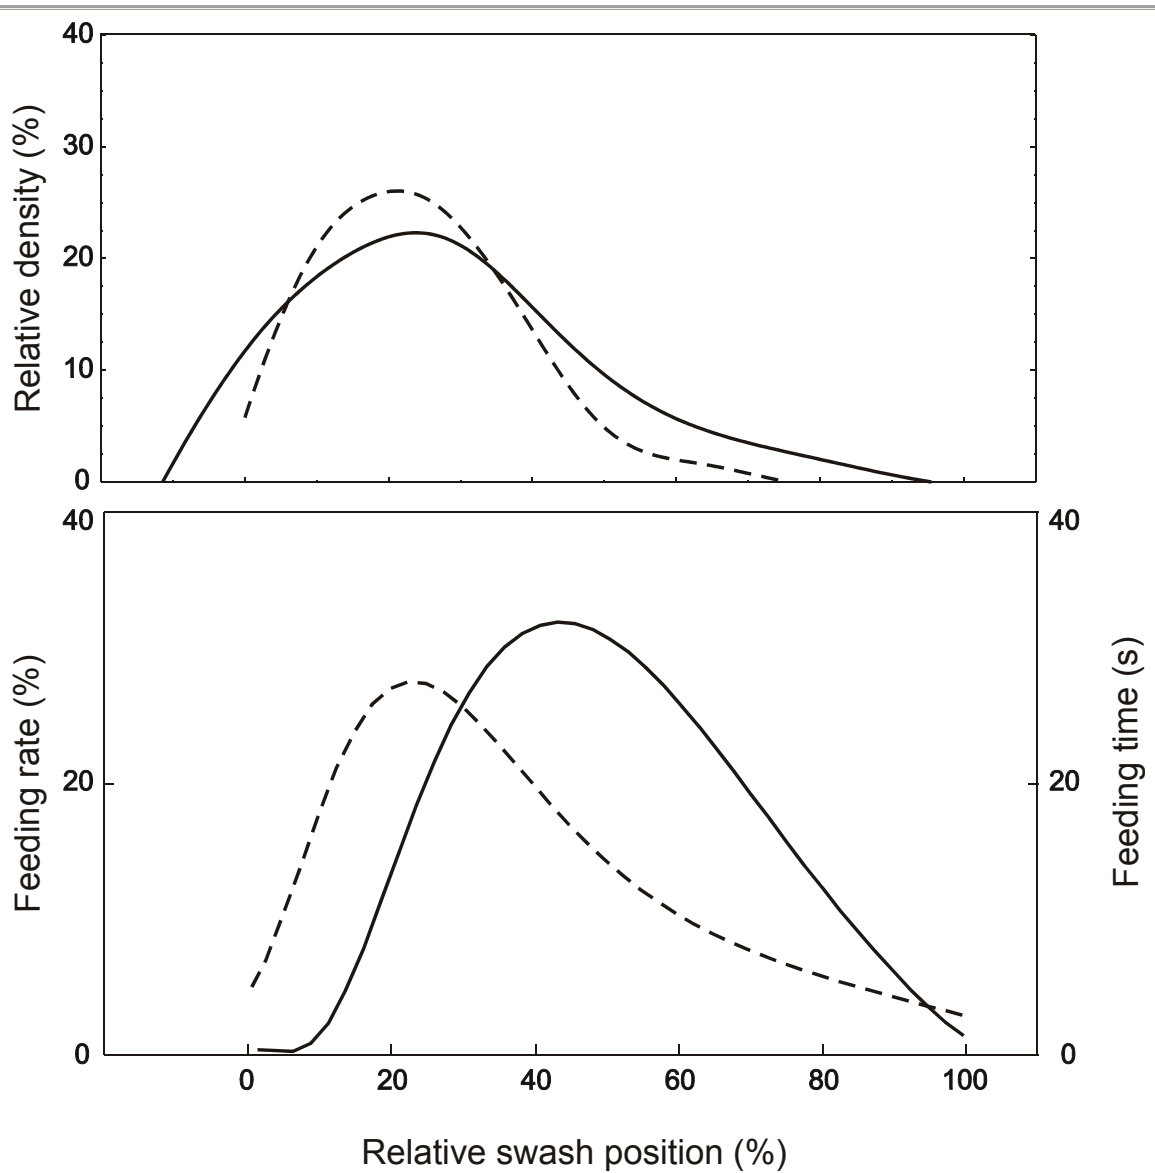 40
30
20
10
0
Relative density (%)
40
20
0
Feeding rate (%)
40
20
0
Feeding time (s)
0 20 40 60 80 100
Relative swash position (%)